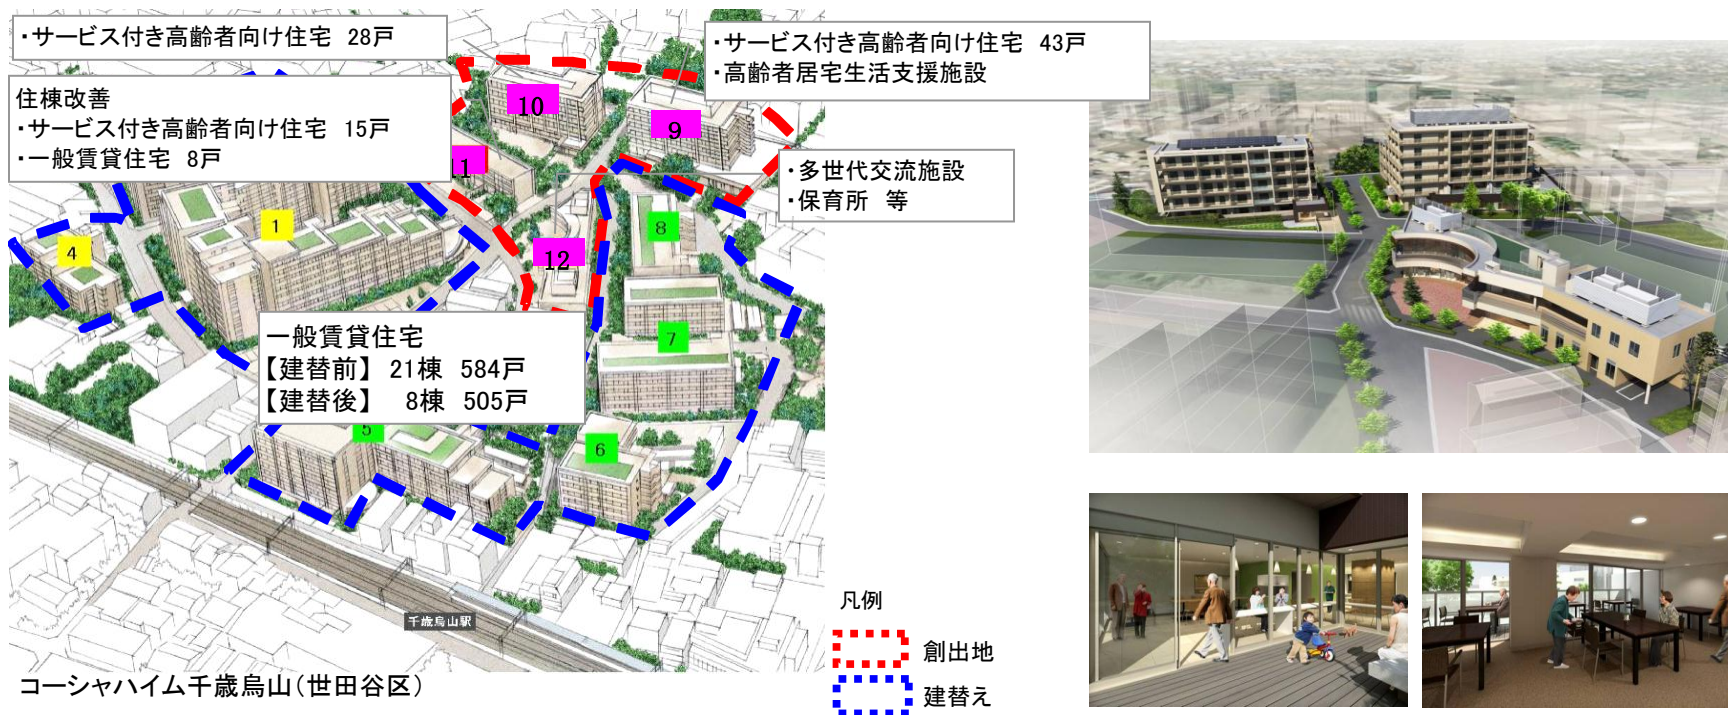 ・サービス付き高齢者向け住宅 28戸
・サービス付き高齢者向け住宅 43戸
・高齢者居宅生活支援施設
住棟改善
・サービス付き高齢者向け住宅 15戸
・一般賃貸住宅 8戸
10
9
11
・多世代交流施設
・保育所 等
1
8
4
12
7
一般賃貸住宅
【建替前】 21棟 584戸
【建替後】 8棟 505戸
5
6
千歳烏山駅
凡例
創出地
建替え
コーシャハイム千歳烏山(世田谷区)